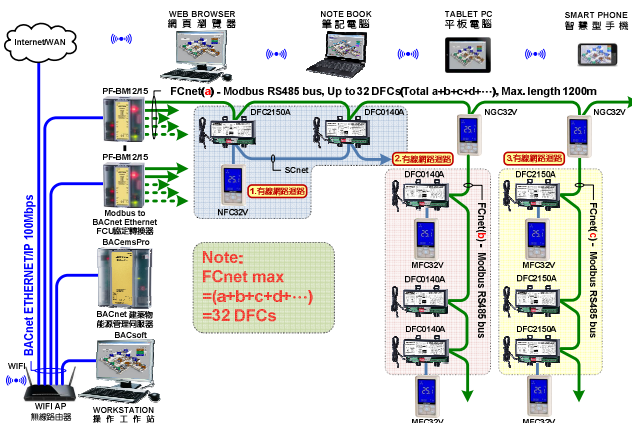 WEB BROWSER
網頁瀏覽器
NOTE BOOK
筆記電腦
TABLET PC
平板電腦
SMART PHONE
智慧型手機
Internet/WAN
PF-BM12/15
FCnet(a) - Modbus RS485 bus, Up to 32 DFCs(Total a+b+c+d+⋯), Max. length 1200m
DFC2150A
DFC0140A
NGC32V
NGC32V
PF-BM12/15
SCnet
1.有線網路迴路
2.有線網路迴路
3.有線網路迴路
NFC32V
Modbus to
BACnet Ethernet
FCU協定轉換器
DFC0140A
DFC2150A
FCnet(b) - Modbus RS485 bus
FCnet(c) - Modbus RS485 bus
MFC32V
MFC32V
BACemsPro
BACnet 建築物
能源管理伺服器
Note:
FCnet max
=(a+b+c+d+⋯)
=32 DFCs
DFC0140A
DFC2150A
DFC0140A
DFC2150A
BACnet ETHERNET/IP 100Mbps
BACsoft
WIFI
WIFI AP
無線路由器
WORKSTATION
操作工作站
MFC32V
MFC32V